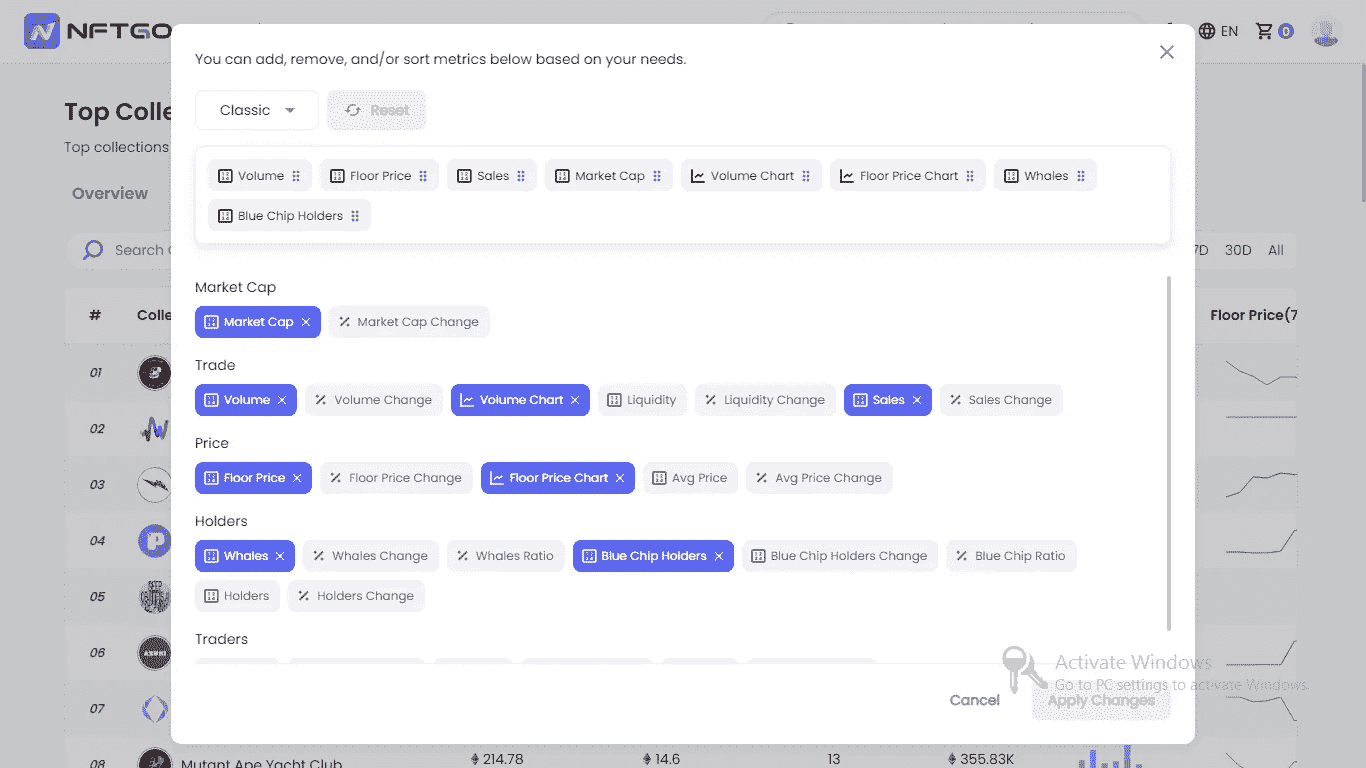 NFTGO
EN
0
You can add, remove, and/or sort metrics below based on your needs.
Top Colle
Classic
Reset
Top collections
Volume
Floor Price
Sales
Market Cap
Volume Chart
Floor Price Chart
Whales
Overview
Blue Chip Holders
Search
7D
30D
All
Market Cap
#
Colle
Floor Price(7
Market Cap
Market Cap Change
Trade
01
Volume
Volume Change
Volume Chart
Liquidity
Liquidity Change
Sales
Sales Change
02
Price
Floor Price
Floor Price Change
Floor Price Chart
Avg Price
Avg Price Change
03
Holders
04
Whales
Whales Change
Whales Ratio
Blue Chip Holders
Blue Chip Holders Change
Blue Chip Ratio
05
Holders
Holders Change
Traders
06
AZUKI
Activate Windows
Go to PC settings to activate Windows.
07
Cancel
Apply Changes
08
Mutant Ape Yacht Club
214.78
14.6
13
355.83K